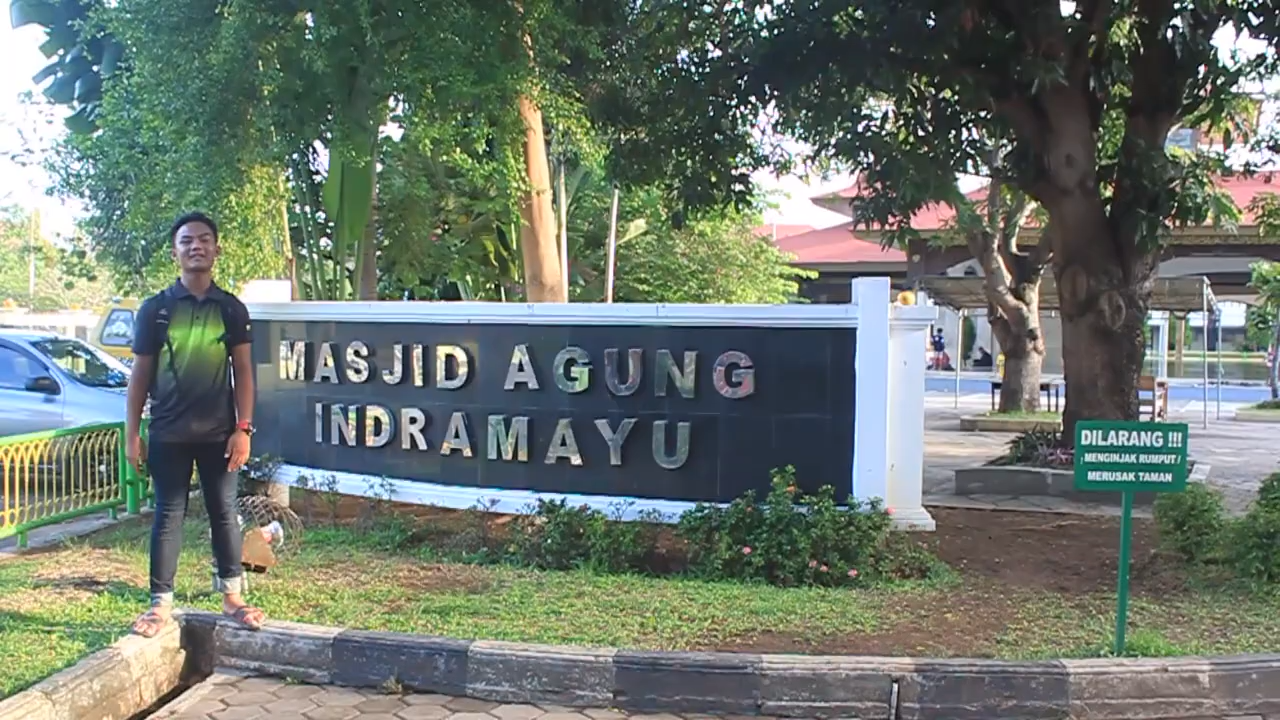 MASJID AGUNG
INDRAMAYU
DILARANG !!!
MENGINJAK RUMPUT /
MERUSAK TAMAN